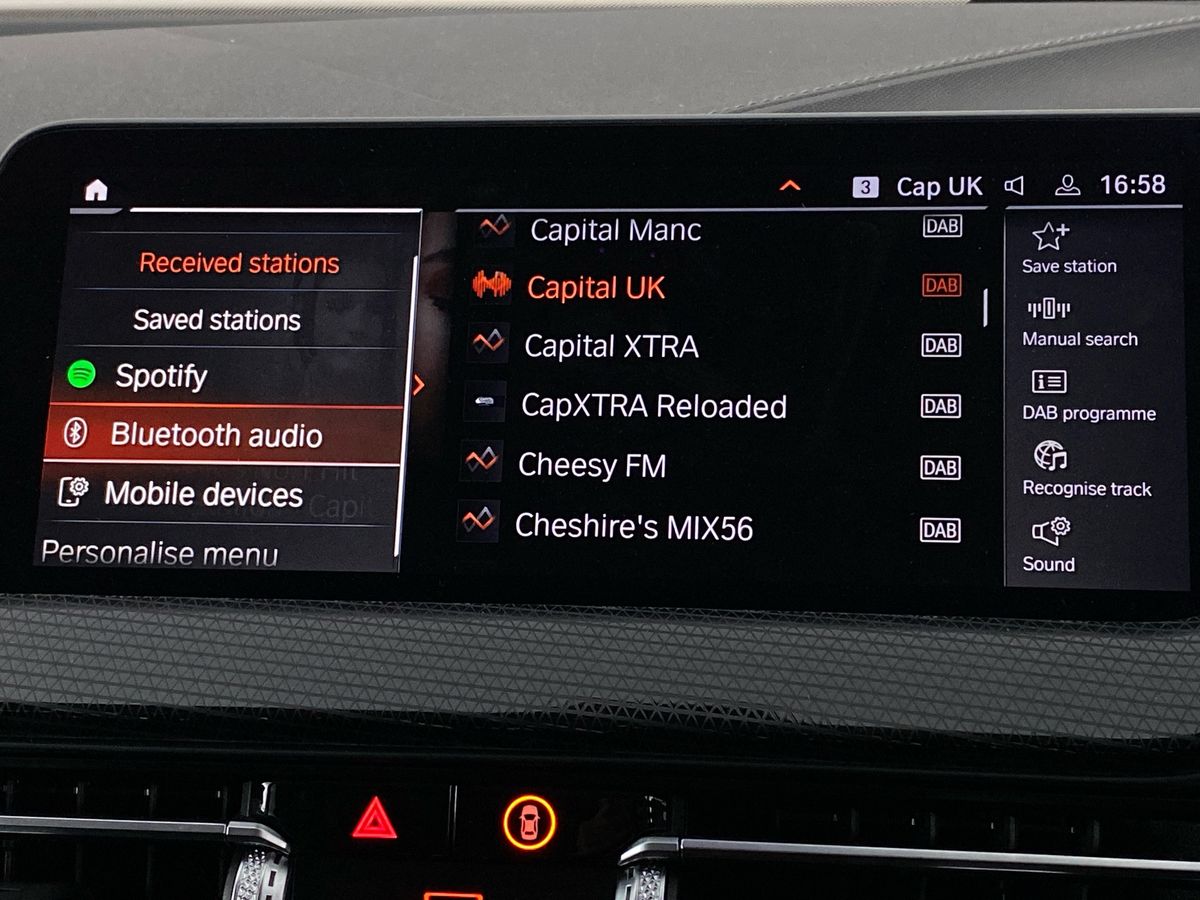 3 Cap UK 16:58
Received stations
Saved stations
Spotify
Bluetooth audio
Mobile devices
Personalise menu
Capital Manc DAB
Capital UK DAB
Capital XTRA DAB
CapXTRA Reloaded DAB
Cheesy FM DAB
Cheshire's MIX56 DAB
Save station
Manual search
DAB programme
Recognise track
Sound